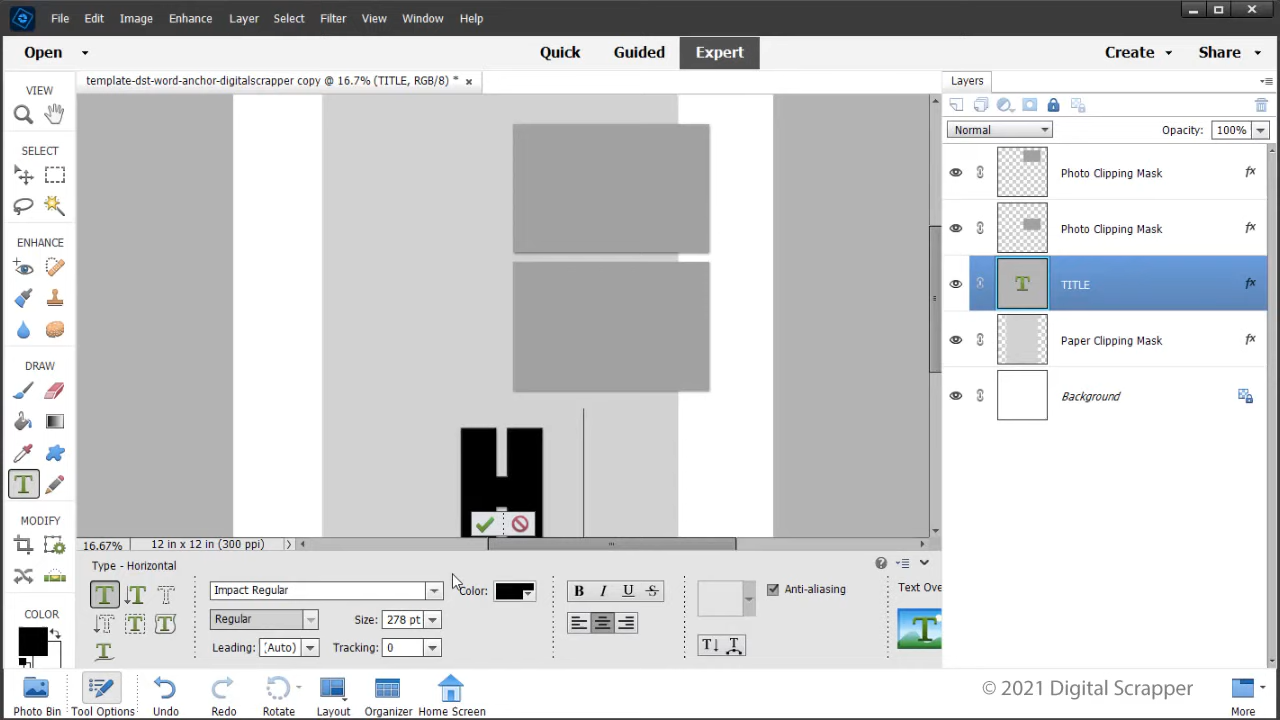 File Edit Image Enhance Layer Select Filter View Window Help
Open Quick Guided Expert Create Share
template-dst-word-anchor-digitalscrapper copy @ 16.7% (TITLE, RGB/8) *
Layers
VIEW
Normal Opacity: 100%
SELECT
Photo Clipping Mask fx
Photo Clipping Mask fx
ENHANCE
T TITLE fx
Paper Clipping Mask fx
DRAW
Background
H
MODIFY
16.67% 12 in x 12 in (300 ppi)
Type - Horizontal
Text Ove
Impact Regular Color: B I U S Anti-aliasing
Regular Size: 278 pt
COLOR
Leading: (Auto) Tracking: 0
Photo Bin Tool Options Undo Redo Rotate Layout Organizer Home Screen More
© 2021 Digital Scrapper